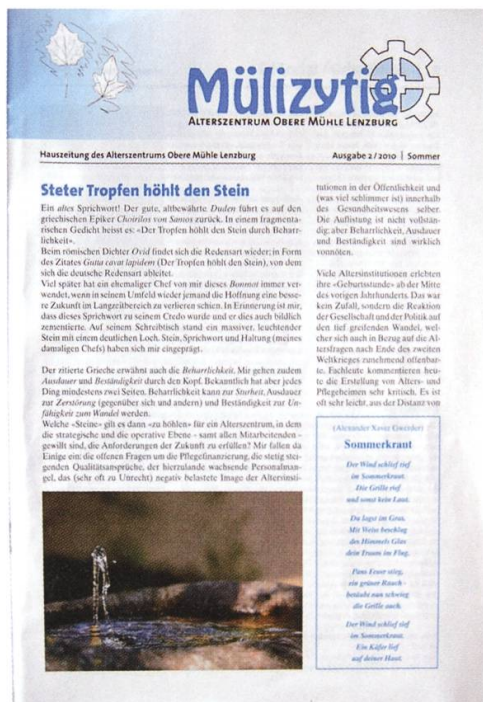 Mülizytig
ALTERSZENTRUM OBERE MÜHLE LENZBURG
Hauszeitung des Alterszentrums Obere Mühle Lenzburg
Ausgabe 2/2010 | Sommer
Steter Tropfen höhlt den Stein
Ein altes Sprichwort! Der gute, altbewährte Duden führt es auf den
griechischen Epiker Choirilos von Samos zurück. In einem fragmenta-
rischen Gedicht heisst es: «Der Tropfen höhlt den Stein durch Beharr-
lichkeit».
Beim römischen Dichter Ovid findet sich die Redensart wieder; in Form
des Zitates Gutta cavat lapidem (Der Tropfen höhlt den Stein), von dem
sich die deutsche Redensart ableitet.
Viel später hat ein ehemaliger Chef von mir dieses Bonmot immer ver-
wendet, wenn in seinem Umfeld wieder jemand die Hoffnung eine besse-
re Zukunft im Langzeitbereich zu verlieren schien. In Erinnerung ist mir,
dass dieses Sprichwort zu seinem Credo wurde und er dies auch bildlich
zementierte. Auf seinem Schreibtisch stand ein massiver, leuchtender
Stein mit einem deutlichen Loch. Stein, Sprichwort und Haltung (meines
damaligen Chefs) haben sich mir eingeprägt.
Der zitierte Grieche erwähnt auch die Beharrlichkeit. Mir gehen zudem
Ausdauer und Beständigkeit durch den Kopf. Bekanntlich hat aber jedes
Ding mindestens zwei Seiten. Beharrlichkeit kann zur Sturheit, Ausdauer
zur Zerstörung (gegenüber sich und andern) und Beständigkeit zur Un-
fähigkeit zum Wandel werden.
Welche «Steine» gilt es dann «zu höhlen» für ein Alterszentrum, in dem
die strategische und die operative Ebene – samt allen Mitarbeitenden –
gewillt sind, die Anforderungen der Zukunft zu erfüllen? Mir fallen da
Einige ein: die offenen Fragen um die Pflegefinanzierung, die stetig stei-
genden Qualitätsansprüche, der hierzulande wachsende Personalman-
gel, das (sehr oft zu Unrecht) negativ belastete Image der Altersinsti-
tutionen in der Öffentlichkeit und
(was viel schlimmer ist) innerhalb
des Gesundheitswesens selber.
Die Auflistung ist nicht vollstän-
dig; aber Beharrlichkeit, Ausdauer
und Beständigkeit sind wirklich
vonnöten.
Viele Altersinstitutionen erlebten
ihre «Geburtsstunde» ab der Mitte
des vorigen Jahrhunderts. Das war
kein Zufall, sondern die Reaktion
der Gesellschaft und der Politik auf
den tief greifenden Wandel, wel-
cher sich auch in Bezug auf die Al-
tersfragen nach Ende des zweiten
Weltkrieges zunehmend offenbar-
te. Fachleute kommentieren heu-
te die Erstellung von Alters- und
Pflegeheimen sehr kritisch. Es ist
oft sehr leicht, aus der Distanz von
(Alexander Xaver Gwerder)
Sommerkraut
Der Wind schlief tief
im Sommerkraut.
Die Grille rief
und sonst kein Laut.
Du lagst im Gras.
Mit Weiss beschlug
des Himmels Glas
dein Traum im Flug.
Pans Feuer stieg,
ein grüner Rauch –
betäubt nun schwieg
die Grille auch.
Der Wind schlief tief
im Sommerkraut.
Ein Käfer lief
auf deiner Haut.